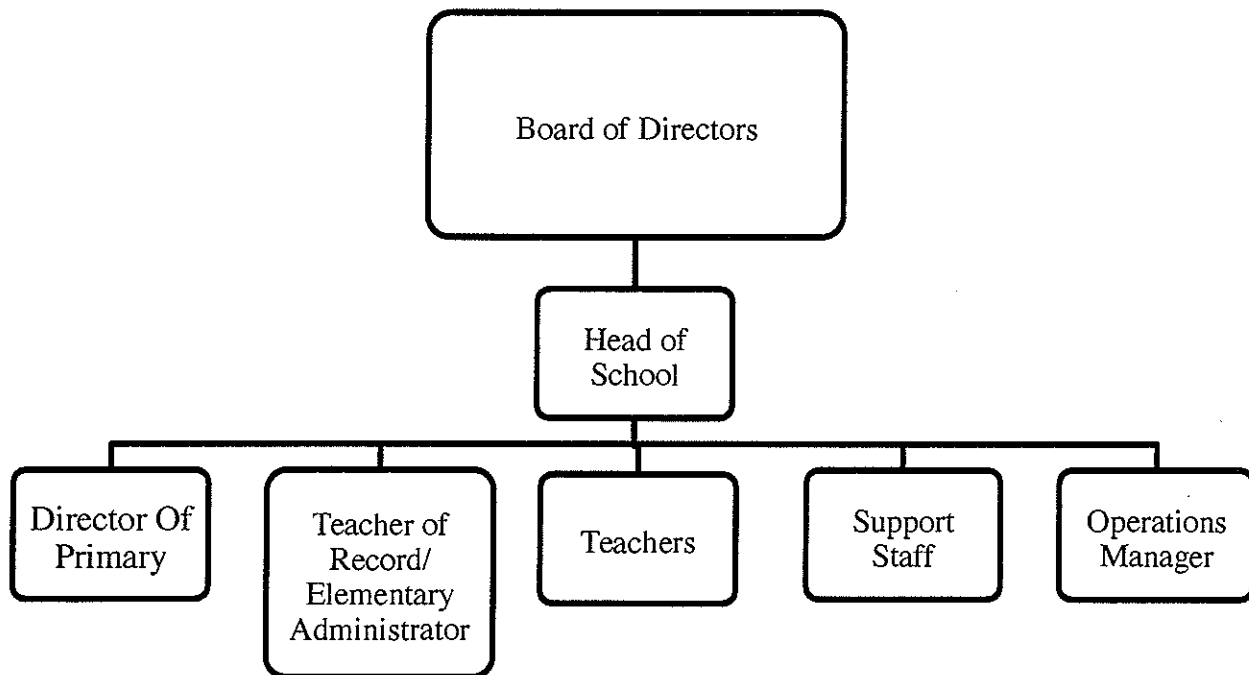 Board of Directors
Head of
School
Director Of
Primary
Teacher of
Record/
Elementary
Administrator
Teachers
Support
Staff
Operations
Manager